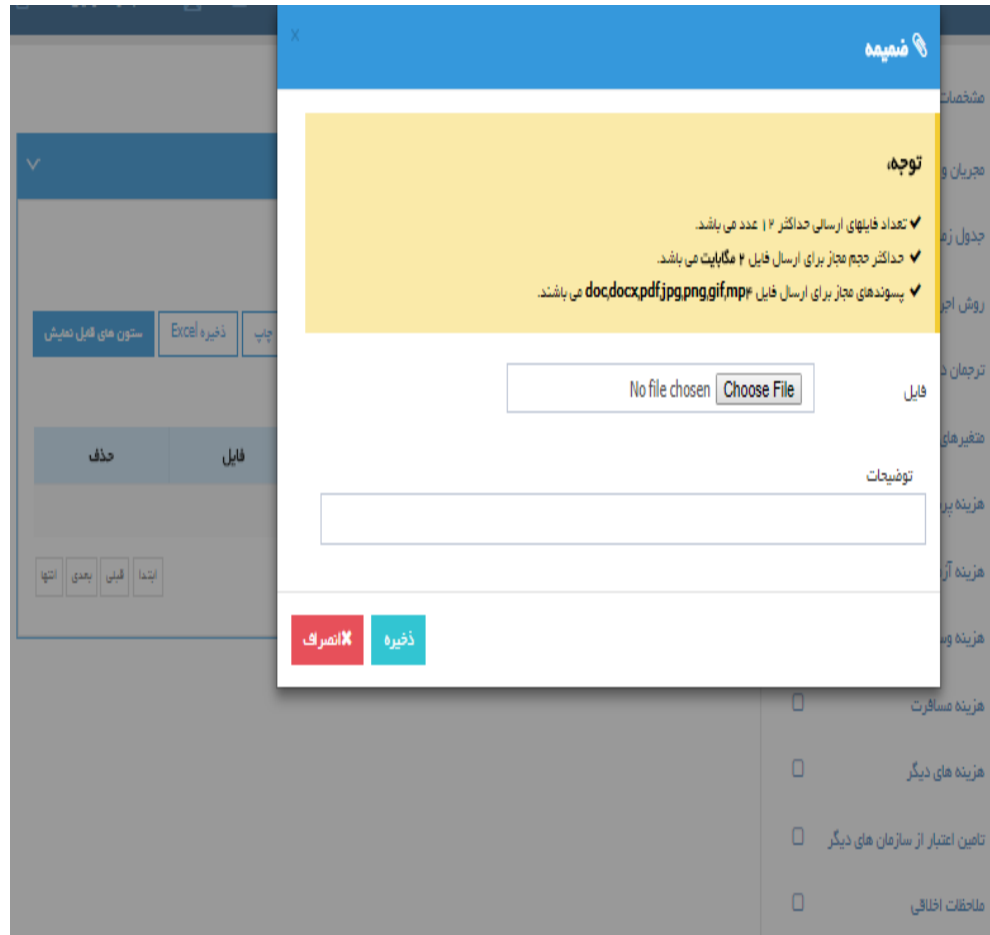 ضمیمه
x
توجه،
✔ تعداد فایلهای ارسالی حداکثر ۱۲ عدد می باشد.
✔ حداکثر حجم مجاز برای ارسال فایل ۲ مگابایت می باشد.
✔ پسوندهای مجاز برای ارسال فایل doc,docx,pdf,jpg,png,gif,mp۴ می باشند.
فایل
Choose File No file chosen
توضیحات
ذخیره
✖انصراف
چاپ
ذخیره Excel
ستون های قابل نمایش
فایل
حذف
ابتدا
قبلی
بعدی
انتها
مشخصات
مجریان و
جدول
روش
ترجمان
متغیرهای
هزینه
هزینه
هزینه
هزینه مسافرت
هزینه های دیگر
تامین اعتبار از سازمان های دیگر
ملاحظات اخلاقی